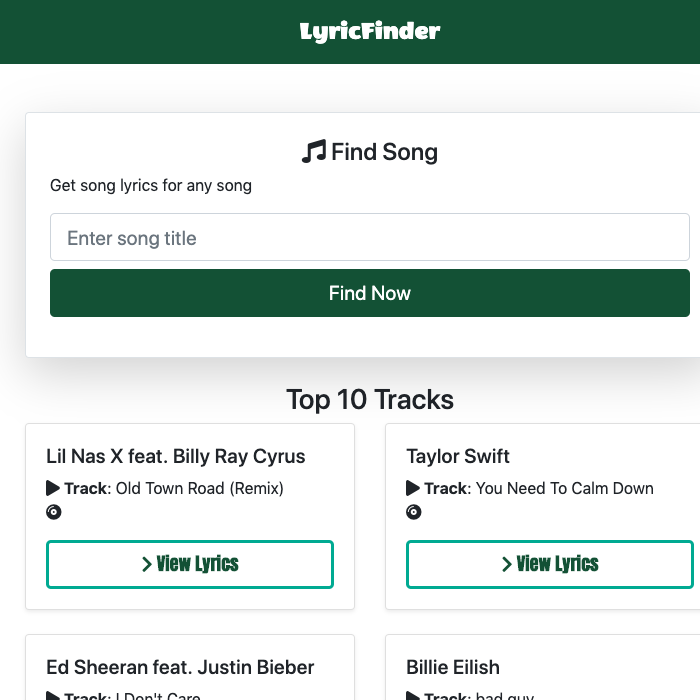 LyricFinder
Find Song
Get song lyrics for any song
Enter song title
Find Now
Top 10 Tracks
Lil Nas X feat. Billy Ray Cyrus
Track: Old Town Road (Remix)
View Lyrics
Taylor Swift
Track: You Need To Calm Down
View Lyrics
Ed Sheeran feat. Justin Bieber
Track: I Don't Care
Billie Eilish
Track: bad guy